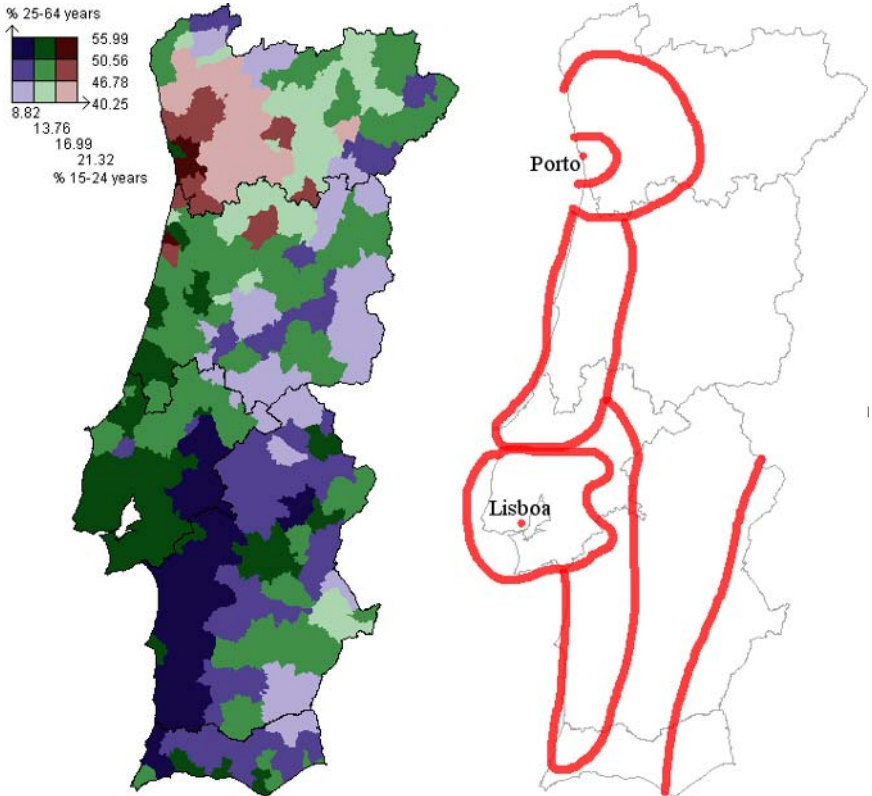 % 25-64 years
55.99
50.56
46.78
40.25
8.82
13.76
16.99
21.32
% 15-24 years
Porto
Lisboa